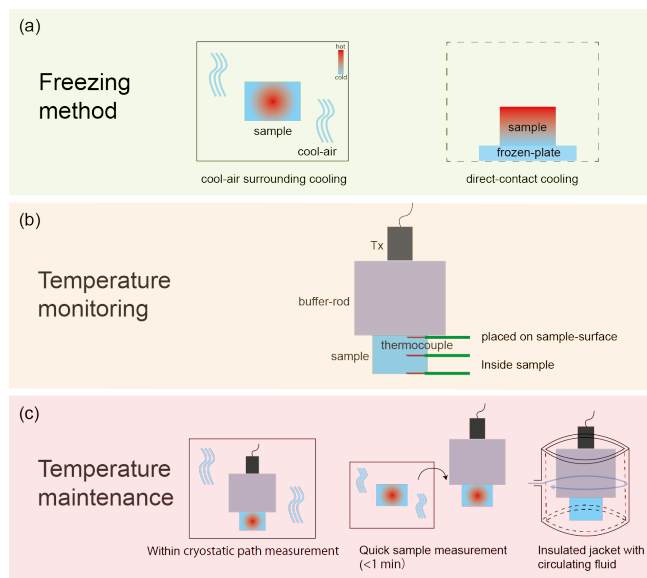 (a)
Freezing
method
hot
cold
sample
cool-air
cool-air surrounding cooling
sample
frozen-plate
direct-contact cooling
(b)
Temperature
monitoring
Tx
buffer-rod
sample
thermocouple
placed on sample-surface
Inside sample
(c)
Temperature
maintenance
Within cryostatic path measurement
Quick sample measurement
(<1 min)
Insulated jacket with
circulating fluid